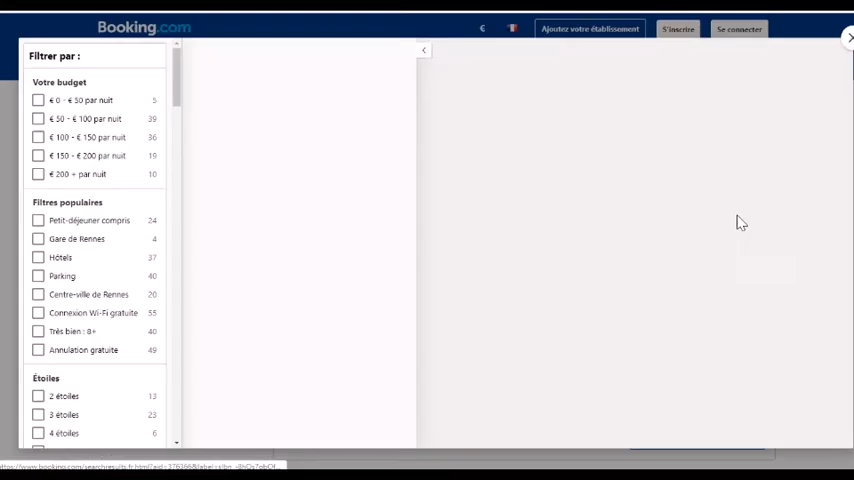 Booking.com
€
Ajoutez votre établissement
S'inscrire
Se connecter
Filtrer par :
Votre budget
€ 0 - € 50 par nuit 5
€ 50 - € 100 par nuit 39
€ 100 - € 150 par nuit 36
€ 150 - € 200 par nuit 19
€ 200 + par nuit 10
Filtres populaires
Petit-déjeuner compris 24
Gare de Rennes 4
Hôtels 37
Parking 40
Centre-ville de Rennes 20
Connexion Wi-Fi gratuite 55
Très bien : 8+ 40
Annulation gratuite 49
Étoiles
2 étoiles 13
3 étoiles 23
4 étoiles 6